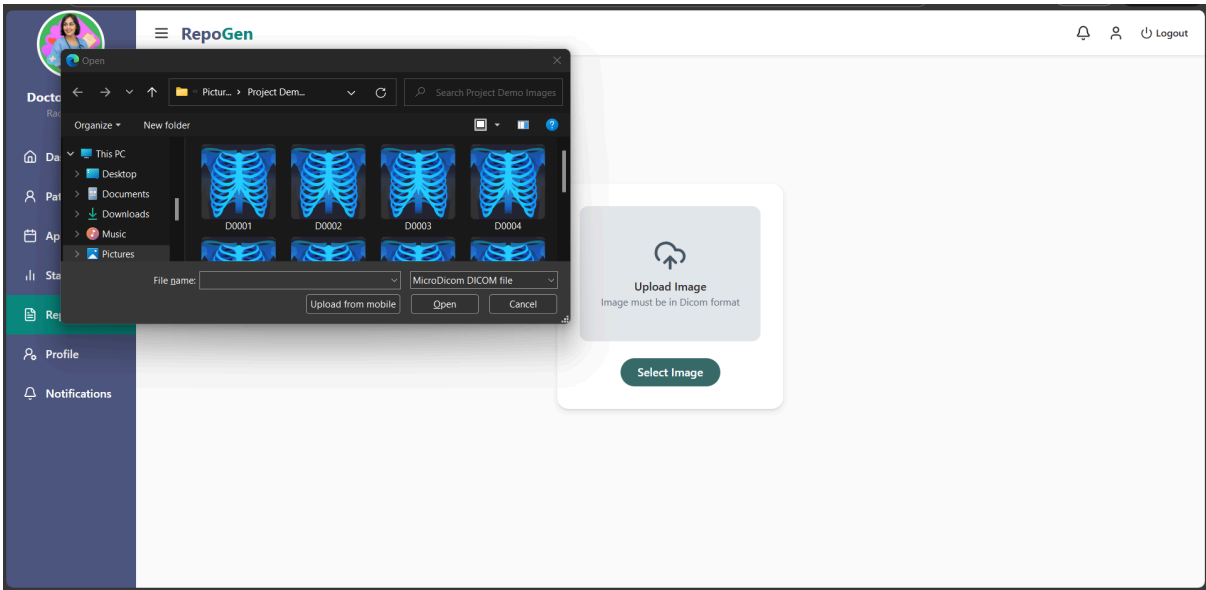 RepoGen
Logout
Open
Docto
Pictur... › Project Dem...
Search Project Demo Images
Organize
New folder
This PC
Desktop
Documents
Downloads
Music
Pictures
D0001
D0002
D0003
D0004
File name:
MicroDicom DICOM file
Upload from mobile
Open
Cancel
Profile
Notifications
Upload Image
Image must be in Dicom format
Select Image